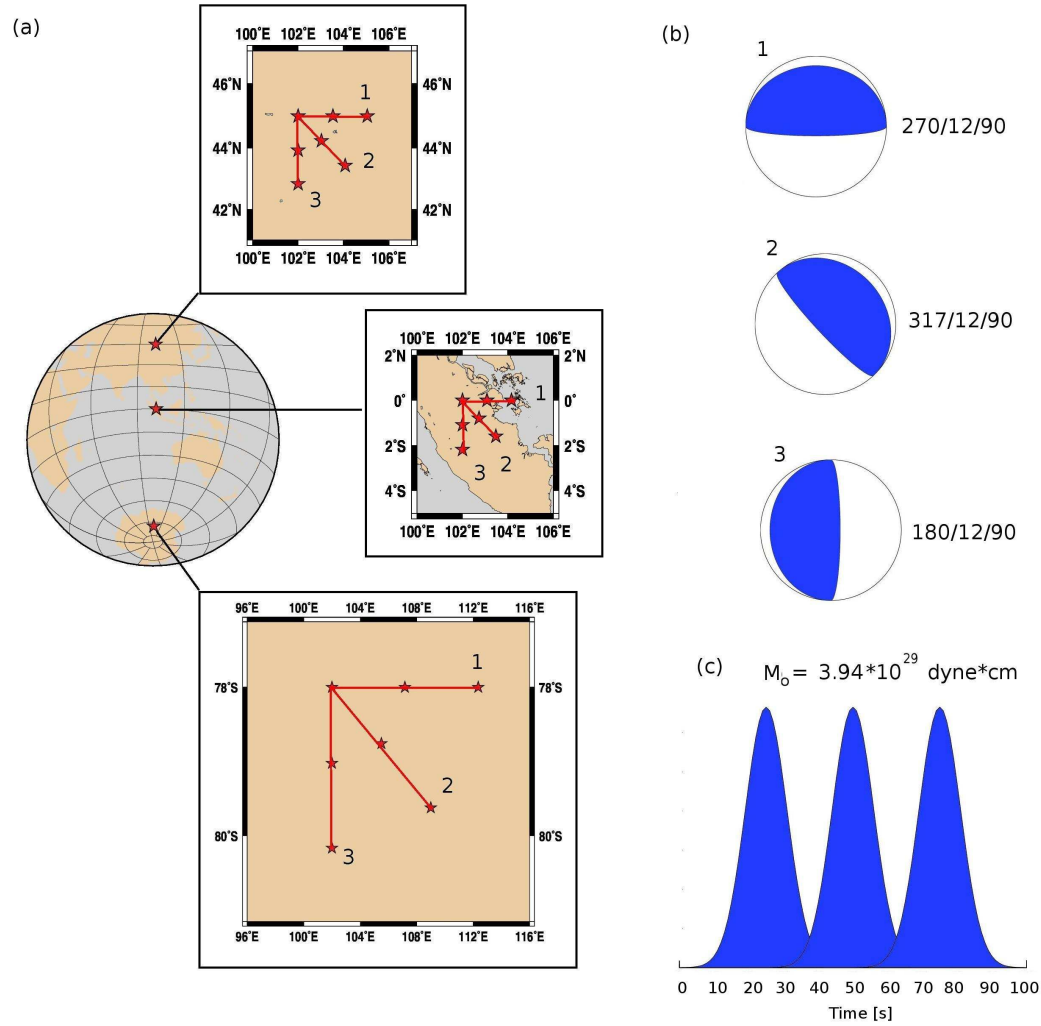 (a)
100°E 102°E 104°E 106°E
46°N
44°N
42°N
46°N
44°N
42°N
1
2
3
100°E 102°E 104°E 106°E
100°E 102°E 104°E 106°E
2°N
0°
2°S
4°S
2°N
0°
2°S
4°S
1
2
3
100°E 102°E 104°E 106°E
96°E 100°E 104°E 108°E 112°E 116°E
78°S
80°S
78°S
80°S
1
2
3
96°E 100°E 104°E 108°E 112°E 116°E
(b)
1
270/12/90
2
317/12/90
3
180/12/90
(c)
Mo= 3.94*10^29 dyne*cm
0 10 20 30 40 50 60 70 80 90 100
Time [s]